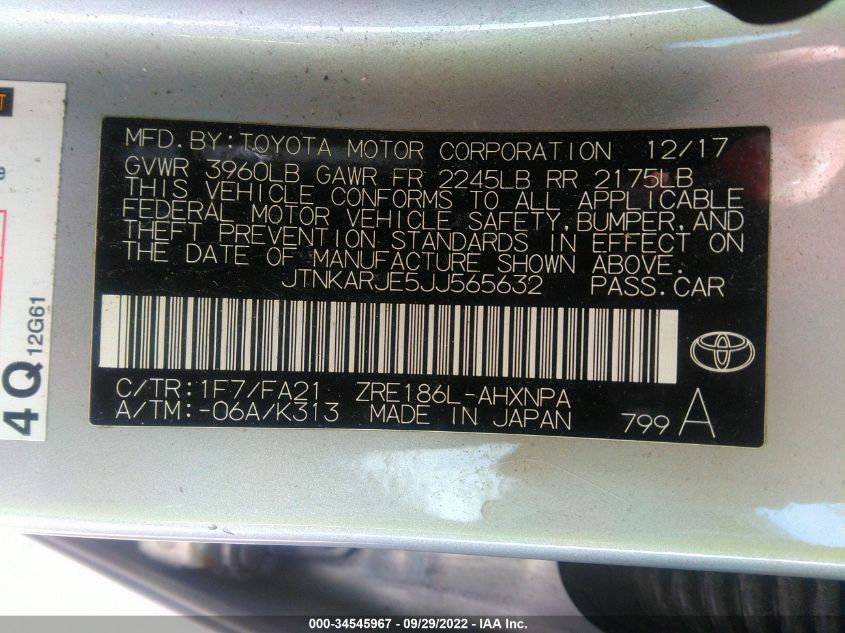 MFD.BY:TOYOTA MOTOR CORPORATION 12/17
GVWR 3960LB GAWR FR 2245LB RR 2175LB
THIS VEHICLE CONFORMS TO ALL APPLICABLE
FEDERAL MOTOR VEHICLE SAFETY,BUMPER,AND
THEFT PREVENTION STANDARDS IN EFFECT ON
THE DATE OF MANUFACTURE SHOWN ABOVE.
JTNKARJE5JJ565632 PASS.CAR
C/TR:1F7/FA21 ZRE186L-AHXNPA
A/TM:-06A/K313 MADE IN JAPAN 799 A
4Q 12G61
000-34545967 - 09/29/2022 - IAA Inc.